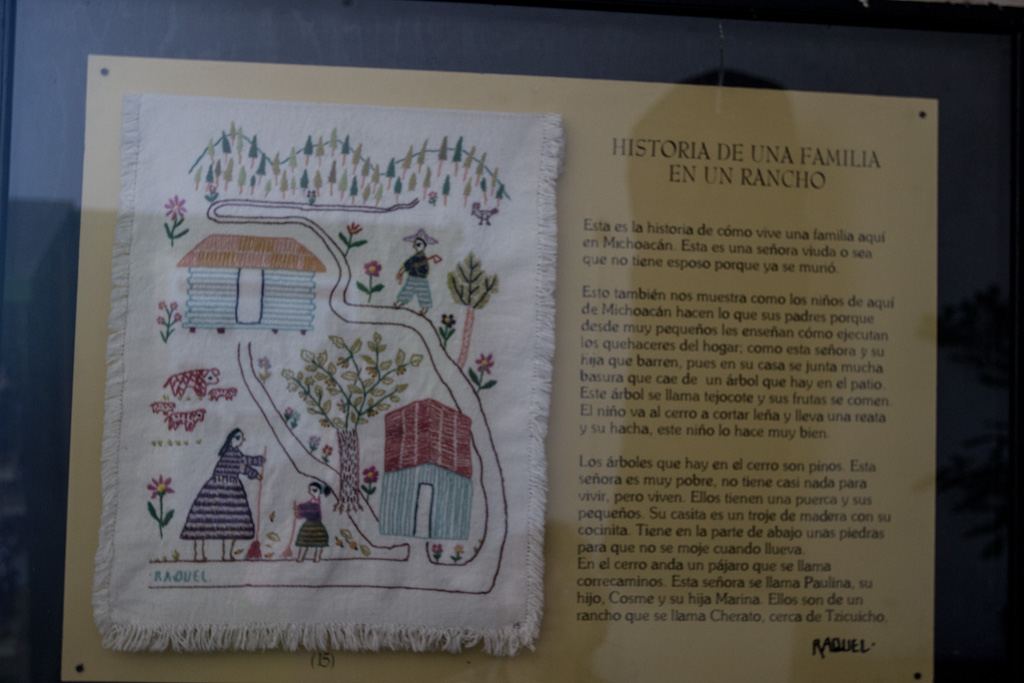 HISTORIA DE UNA FAMILIA
EN UN RANCHO
Esta es la historia de cómo vive una familia aquí
en Michoacán. Esta es una señora viuda o sea
que no tiene esposo porque ya se murió.
Esto también nos muestra como los niños de aquí
de Michoacán hacen lo que sus padres porque
desde muy pequeños les enseñan cómo ejecutan
los quehaceres del hogar; como esta señora y su
hija que barren, pues en su casa se junta mucha
basura que cae de un árbol que hay en el patio.
Este árbol se llama tejocote y sus frutas se comen.
El niño va al cerro a cortar leña y lleva una reata
y su hacha, este niño lo hace muy bien.
Los árboles que hay en el cerro son pinos. Esta
señora es muy pobre, no tiene casi nada para
vivir, pero viven. Ellos tienen una puerca y sus
pequeños. Su casita es un troje de madera con su
cocinita. Tiene en la parte de abajo unas piedras
para que no se moje cuando llueva.
En el cerro anda un pájaro que se llama
correcaminos. Esta señora se llama Paulina, su
hijo, Cosme y su hija Marina. Ellos son de un
rancho que se llama Cherato, cerca de Tzicuicho.
RAQUEL.
RAQUEL.
(15)